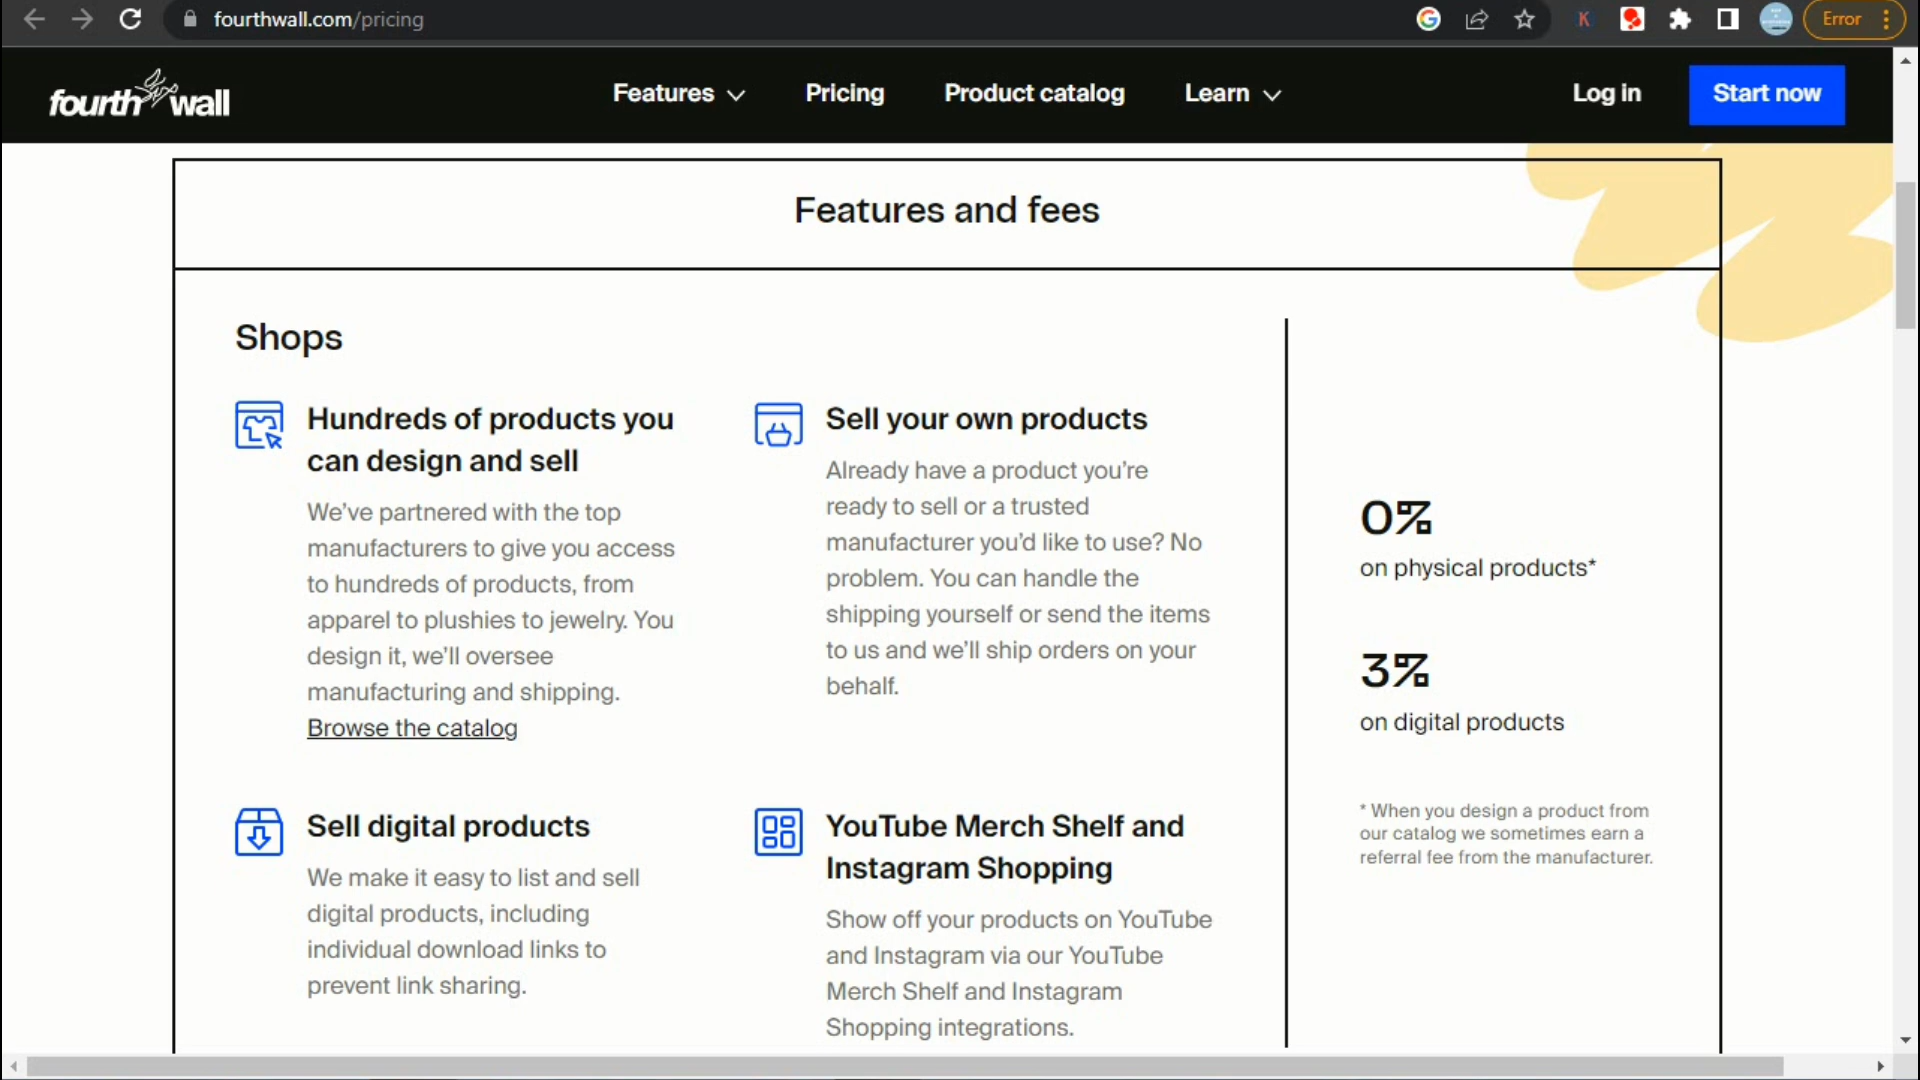 fourthwall.com/pricing
K
Error
fourthwall
Features
Pricing
Product catalog
Learn
Log in
Start now
Features and fees
Shops
Hundreds of products you
can design and sell
We've partnered with the top
manufacturers to give you access
to hundreds of products, from
apparel to plushies to jewelry. You
design it, we'll oversee
manufacturing and shipping.
Browse the catalog
Sell your own products
Already have a product you're
ready to sell or a trusted
manufacturer you'd like to use? No
problem. You can handle the
shipping yourself or send the items
to us and we'll ship orders on your
behalf.
Sell digital products
We make it easy to list and sell
digital products, including
individual download links to
prevent link sharing.
YouTube Merch Shelf and
Instagram Shopping
Show off your products on YouTube
and Instagram via our YouTube
Merch Shelf and Instagram
Shopping integrations.
0%
on physical products*
3%
on digital products
* When you design a product from
our catalog we sometimes earn a
referral fee from the manufacturer.